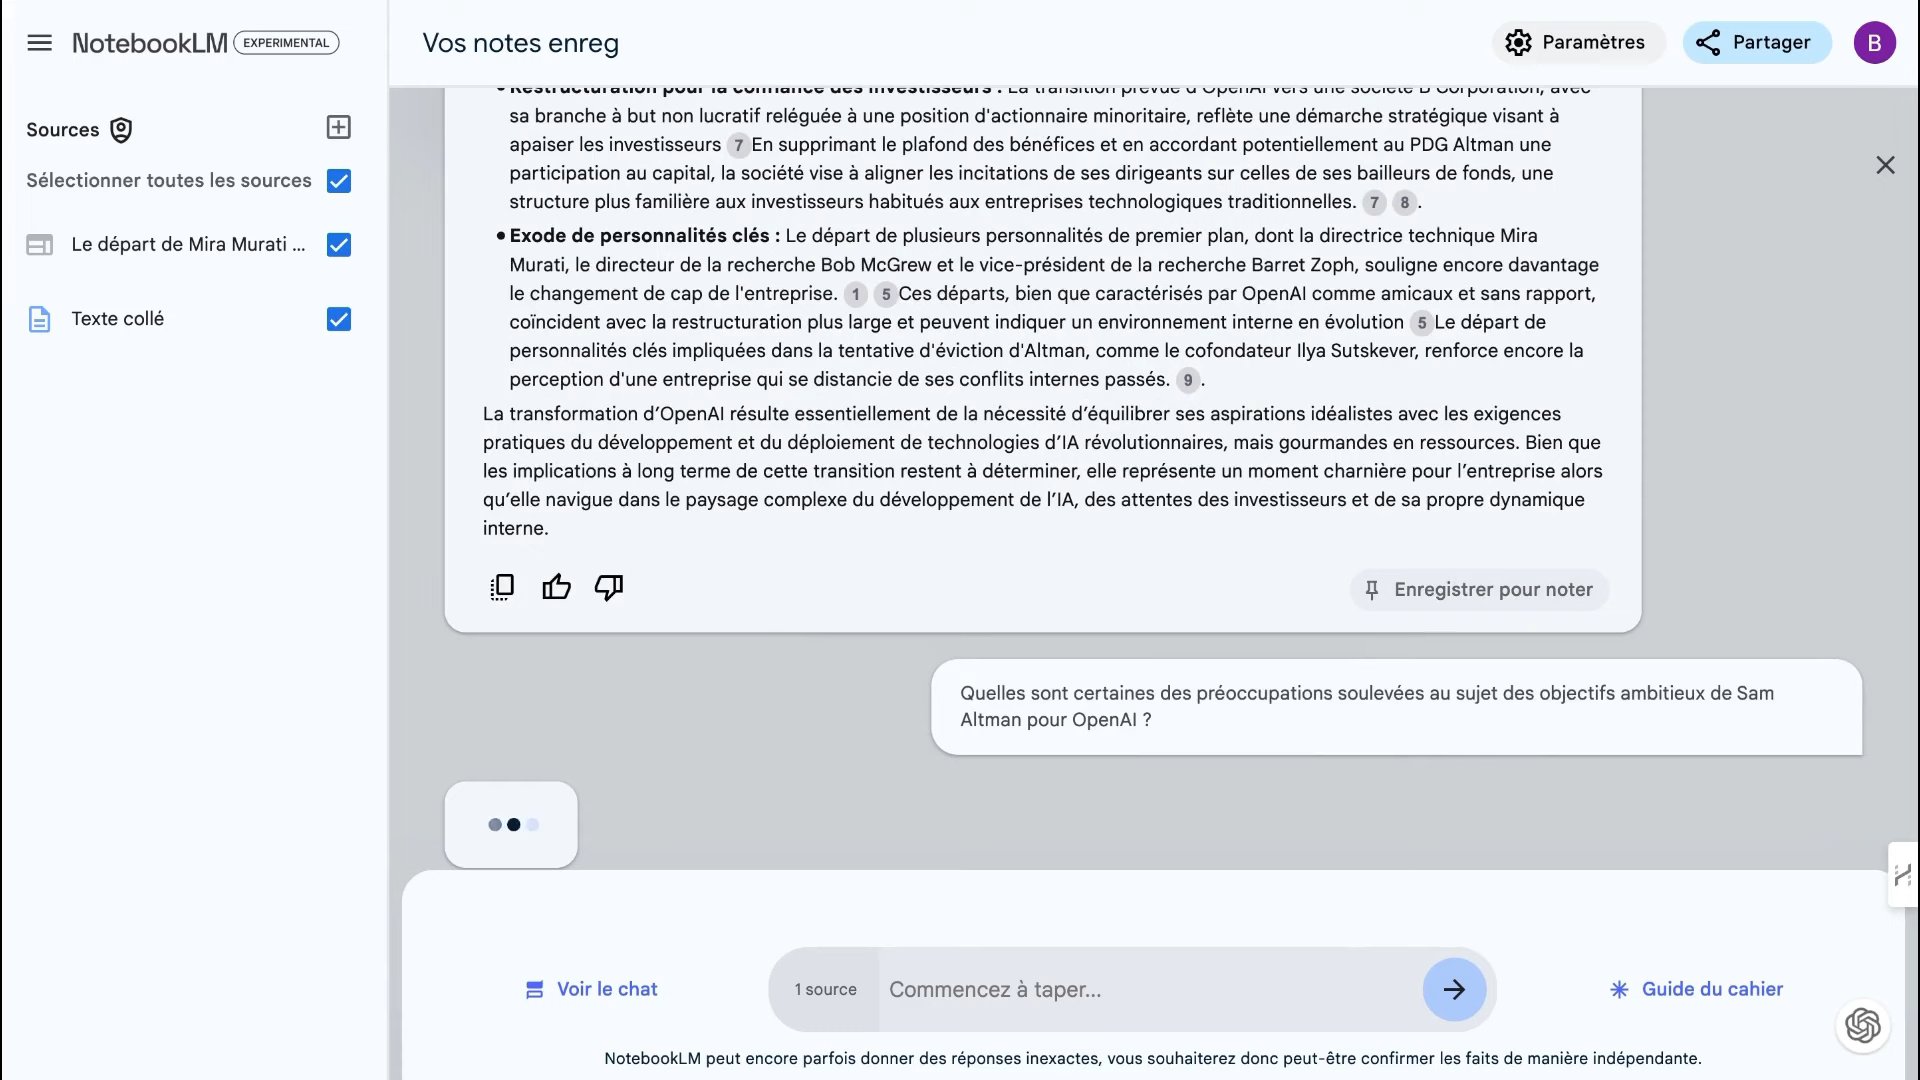 NotebookLM EXPERIMENTAL
Vos notes enreg
Paramètres
Partager
B
Sources
Sélectionner toutes les sources
Le départ de Mira Murati ...
Texte collé
• Restructuration pour la confiance des investisseurs : La transition prévue d'OpenAI vers une société B Corporation, avec
sa branche à but non lucratif reléguée à une position d'actionnaire minoritaire, reflète une démarche stratégique visant à
apaiser les investisseurs 7 En supprimant le plafond des bénéfices et en accordant potentiellement au PDG Altman une
participation au capital, la société vise à aligner les incitations de ses dirigeants sur celles de ses bailleurs de fonds, une
structure plus familière aux investisseurs habitués aux entreprises technologiques traditionnelles. 7 8 .
• Exode de personnalités clés : Le départ de plusieurs personnalités de premier plan, dont la directrice technique Mira
Murati, le directeur de la recherche Bob McGrew et le vice-président de la recherche Barret Zoph, souligne encore davantage
le changement de cap de l'entreprise. 1 5 Ces départs, bien que caractérisés par OpenAI comme amicaux et sans rapport,
coïncident avec la restructuration plus large et peuvent indiquer un environnement interne en évolution 5 Le départ de
personnalités clés impliquées dans la tentative d'éviction d'Altman, comme le cofondateur Ilya Sutskever, renforce encore la
perception d'une entreprise qui se distancie de ses conflits internes passés. 9 .
La transformation d’OpenAI résulte essentiellement de la nécessité d’équilibrer ses aspirations idéalistes avec les exigences
pratiques du développement et du déploiement de technologies d’IA révolutionnaires, mais gourmandes en ressources. Bien que
les implications à long terme de cette transition restent à déterminer, elle représente un moment charnière pour l’entreprise alors
qu’elle navigue dans le paysage complexe du développement de l’IA, des attentes des investisseurs et de sa propre dynamique
interne.
Enregistrer pour noter
Quelles sont certaines des préoccupations soulevées au sujet des objectifs ambitieux de Sam
Altman pour OpenAI ?
Voir le chat
1 source
Commencez à taper...
Guide du cahier
NotebookLM peut encore parfois donner des réponses inexactes, vous souhaiterez donc peut-être confirmer les faits de manière indépendante.